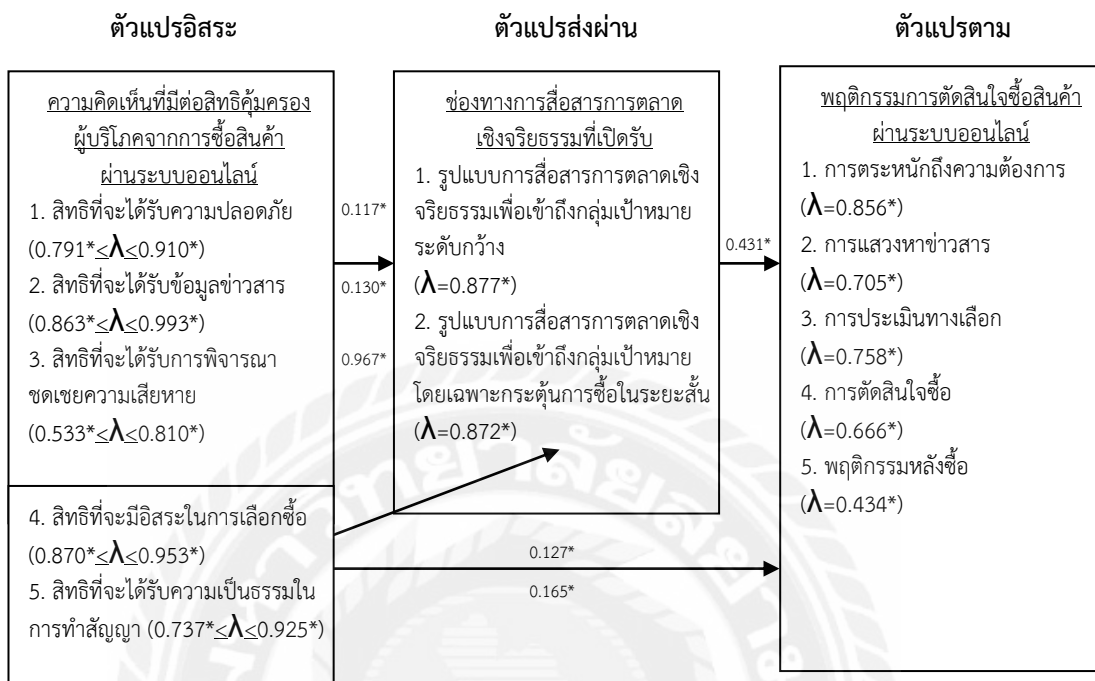 ตัวแปรอิสระ
ตัวแปรส่งผ่าน
ตัวแปรตาม
ความคิดเห็นที่มีต่อสิทธิคุ้มครอง
ผู้บริโภคจากการซื้อสินค้า
ผ่านระบบออนไลน์
1. สิทธิที่จะได้รับความปลอดภัย
(0.791*≤λ≤0.910*)
2. สิทธิที่จะได้รับข้อมูลข่าวสาร
(0.863*≤λ≤0.993*)
3. สิทธิที่จะได้รับการพิจารณา
ชดเชยความเสียหาย
(0.533*≤λ≤0.810*)
4. สิทธิที่จะมีอิสระในการเลือกซื้อ
(0.870*≤λ≤0.953*)
5. สิทธิที่จะได้รับความเป็นธรรมใน
การทำสัญญา (0.737*≤λ≤0.925*)
0.117*
0.130*
0.967*
ช่องทางการสื่อสารการตลาด
เชิงจริยธรรมที่เปิดรับ
1. รูปแบบการสื่อสารการตลาดเชิง
จริยธรรมเพื่อเข้าถึงกลุ่มเป้าหมาย
ระดับกว้าง
(λ=0.877*)
2. รูปแบบการสื่อสารการตลาดเชิง
จริยธรรมเพื่อเข้าถึงกลุ่มเป้าหมาย
โดยเฉพาะกระตุ้นการซื้อในระยะสั้น
(λ=0.872*)
0.431*
0.127*
0.165*
พฤติกรรมการตัดสินใจซื้อสินค้า
ผ่านระบบออนไลน์
1. การตระหนักถึงความต้องการ
(λ=0.856*)
2. การแสวงหาข่าวสาร
(λ=0.705*)
3. การประเมินทางเลือก
(λ=0.758*)
4. การตัดสินใจซื้อ
(λ=0.666*)
5. พฤติกรรมหลังซื้อ
(λ=0.434*)